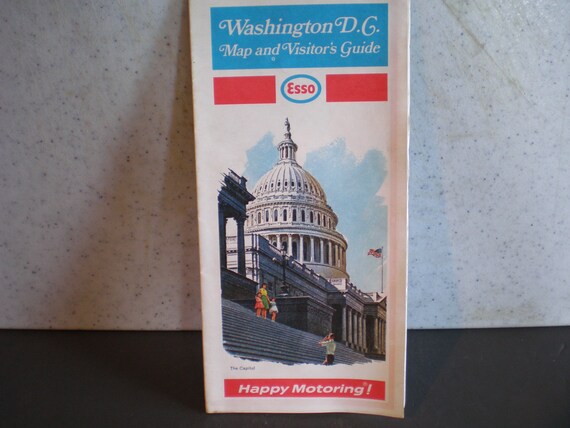 Washington D.C.
Map and Visitor's Guide
Esso
The Capitol
Happy Motoring!